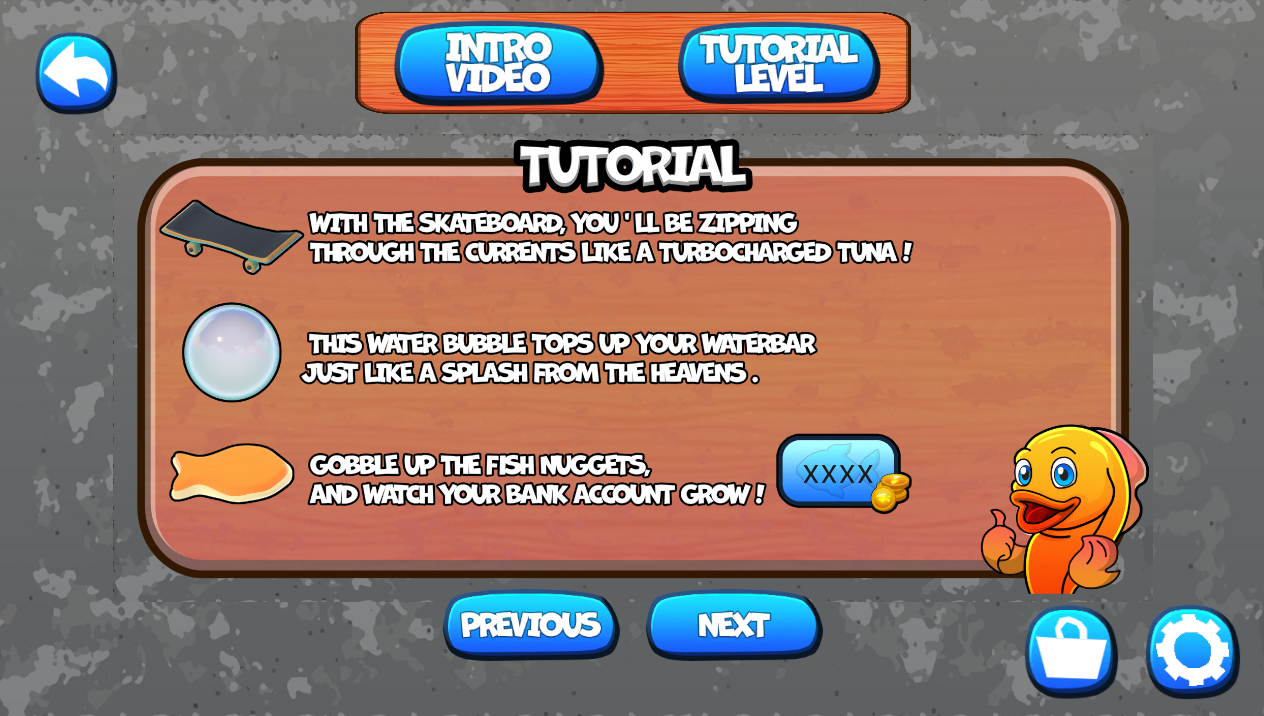 INTRO
VIDEO
TUTORIAL
LEVEL
TUTORIAL
WITH THE SKATEBOARD, YOU'LL BE ZIPPING
THROUGH THE CURRENTS LIKE A TURBOCHARGED TUNA!
THIS WATER BUBBLE TOPS UP YOUR WATERBAR
JUST LIKE A SPLASH FROM THE HEAVENS.
GOBBLE UP THE FISH NUGGETS,
AND WATCH YOUR BANK ACCOUNT GROW!
XXXX
PREVIOUS
NEXT